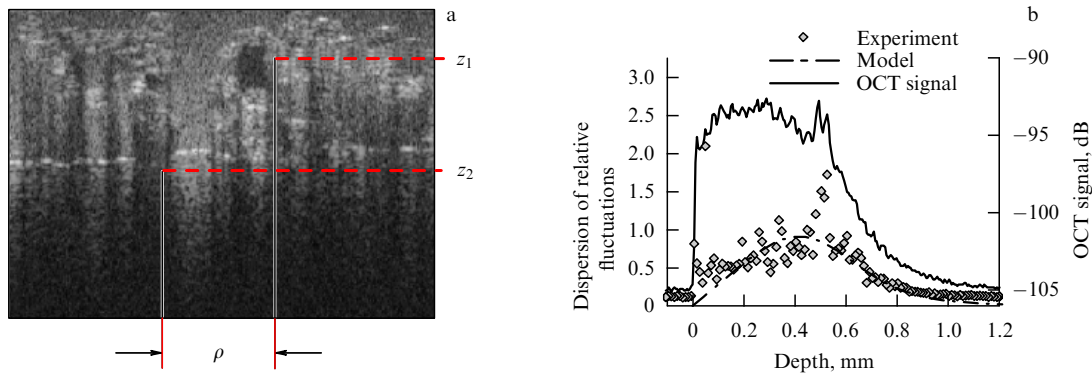 a
z1
z2
ρ
b
Experiment
Model
OCT signal
3.0
2.5
2.0
1.5
1.0
0.5
0
Dispersion of relative
fluctuations
0
0.2
0.4
0.6
0.8
1.0
1.2
Depth, mm
−90
−95
−100
−105
OCT signal, dB